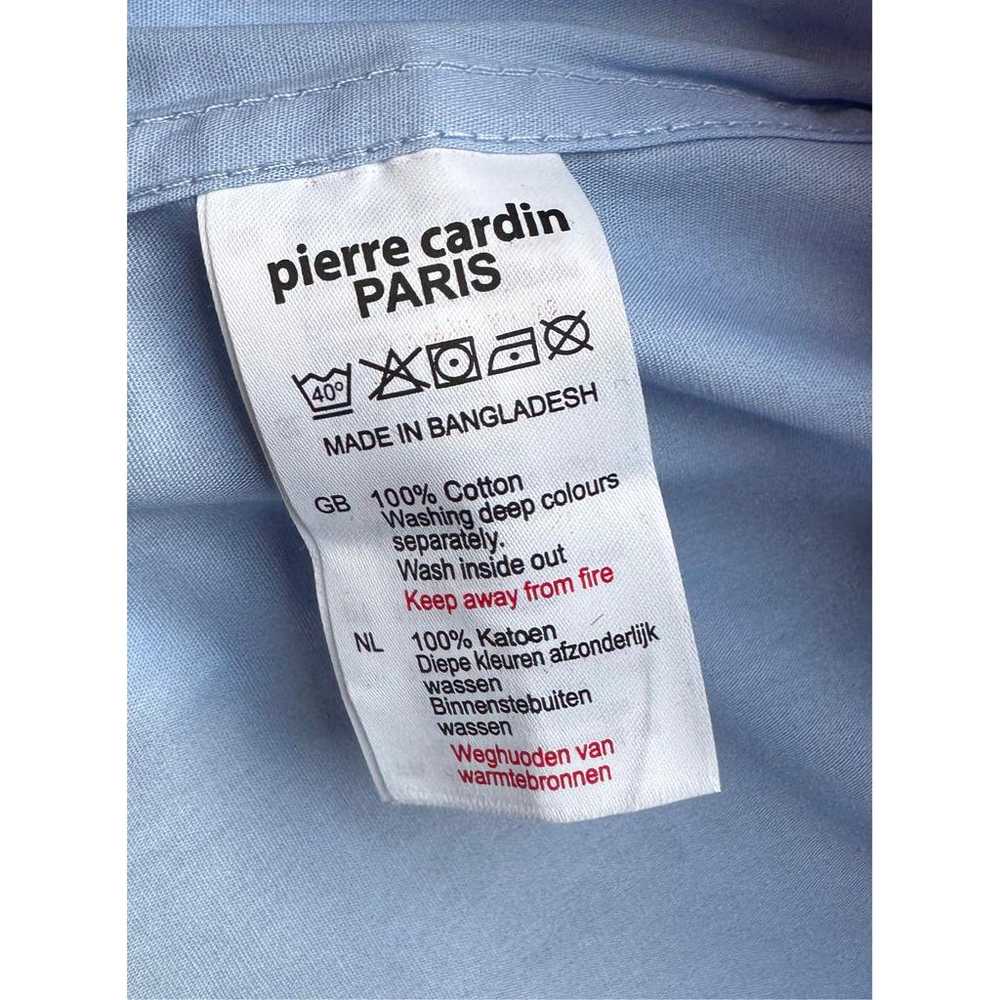 pierre cardin
PARIS
40°
MADE IN BANGLADESH
GB 100% Cotton
Washing deep colours
separately.
Wash inside out
Keep away from fire
NL 100% Katoen
Diepe kleuren afzonderlijk
wassen
Binnenstebuiten
wassen
Weghuoden van
warmtebronnen